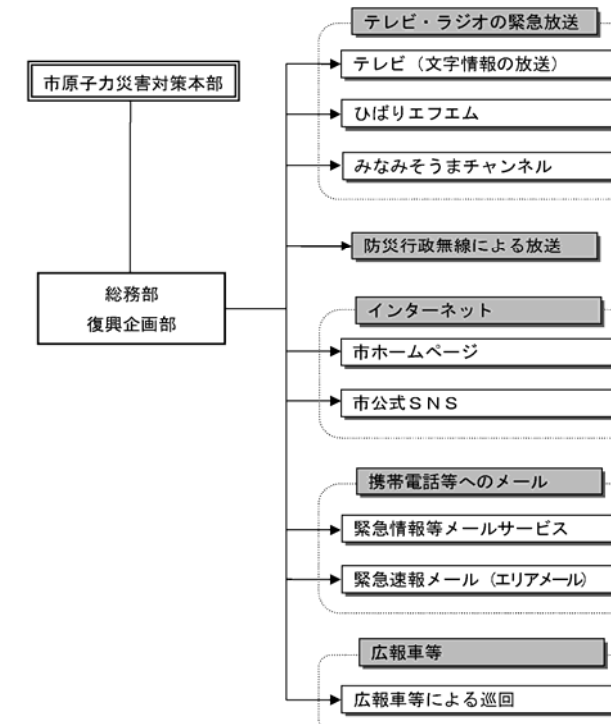 市原子力災害対策本部
総務部
復興企画部
テレビ・ラジオの緊急放送
テレビ（文字情報の放送）
ひばりエフエム
みなみそうまチャンネル
防災行政無線による放送
インターネット
市ホームページ
市公式ＳＮＳ
携帯電話等へのメール
緊急情報等メールサービス
緊急速報メール（エリアメール）
広報車等
広報車等による巡回